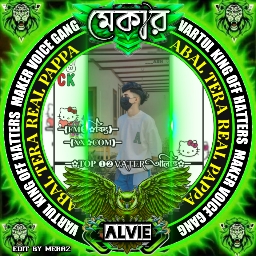 মেকার
VARTUL KING OFF HATTERS MAKER VOICE GANG
ABAL TERA REAL PAPPA
VARTUL KING OFF HATTERS MAKER VOICE GANG
ABAL TERA REAL PAPPA
CK
ALVIE
EDIT BY MERAZ